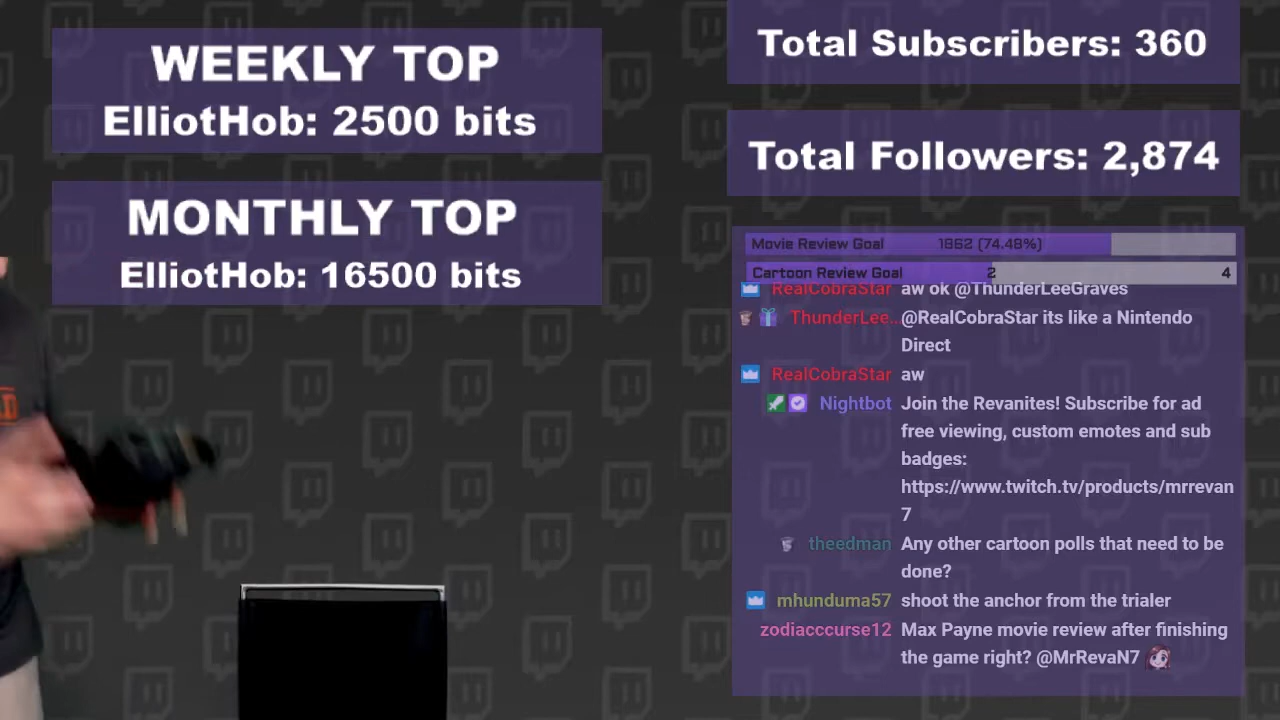 WEEKLY TOP
ElliotHob: 2500 bits
MONTHLY TOP
ElliotHob: 16500 bits
Total Subscribers: 360
Total Followers: 2,874
Movie Review Goal 1862 (74.48%)
Cartoon Review Goal 2 4
RealCobraStar aw ok @ThunderLeeGraves
ThunderLee... @RealCobraStar its like a Nintendo
Direct
RealCobraStar aw
Nightbot Join the Revanites! Subscribe for ad
free viewing, custom emotes and sub
badges:
https://www.twitch.tv/products/mrrevan
7
theedman Any other cartoon polls that need to be
done?
mhunduma57 shoot the anchor from the trialer
zodiacccurse12 Max Payne movie review after finishing
the game right? @MrRevaN7